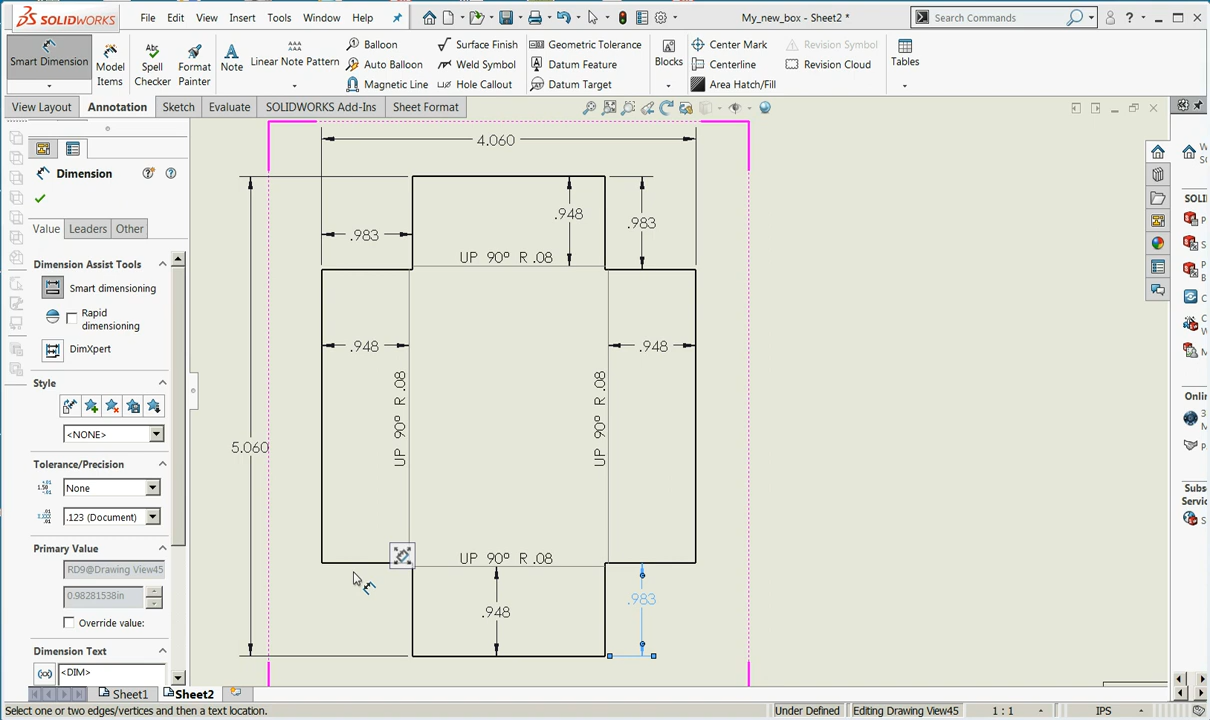 SOLIDWORKS
File Edit View Insert Tools Window Help
My_new_box - Sheet2 *
Search Commands
?
Smart Dimension
Model Items
Spell Checker
Format Painter
Note
Linear Note Pattern
Balloon
Auto Balloon
Magnetic Line
Surface Finish
Weld Symbol
Hole Callout
Geometric Tolerance
Datum Feature
Datum Target
Blocks
Center Mark
Centerline
Area Hatch/Fill
Revision Symbol
Revision Cloud
Tables
View Layout Annotation Sketch Evaluate SOLIDWORKS Add-Ins Sheet Format
Dimension
Value Leaders Other
Dimension Assist Tools
Smart dimensioning
Rapid dimensioning
DimXpert
Style
<NONE>
Tolerance/Precision
None
.123 (Document)
Primary Value
RD9@Drawing View45
0.98281538in
Override value:
Dimension Text
<DIM>
4.060
.948
.983
.983
UP 90° R .08
.948
.948
UP 90° R .08
UP 90° R .08
5.060
UP 90° R .08
.983
.948
SOLI
Onlin
Subs
Servic
Sheet1 Sheet2
Select one or two edges/vertices and then a text location.
Under Defined Editing Drawing View45 1 : 1 IPS